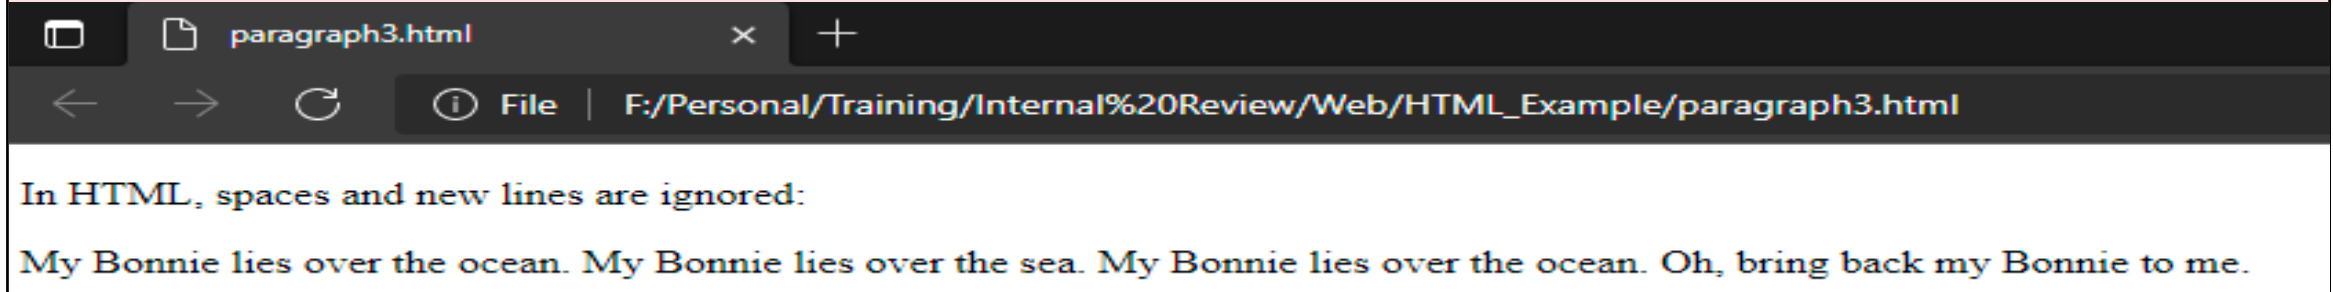 paragraph3.html
File | F:/Personal/Training/Internal%20Review/Web/HTML_Example/paragraph3.html
In HTML, spaces and new lines are ignored:
My Bonnie lies over the ocean. My Bonnie lies over the sea. My Bonnie lies over the ocean. Oh, bring back my Bonnie to me.